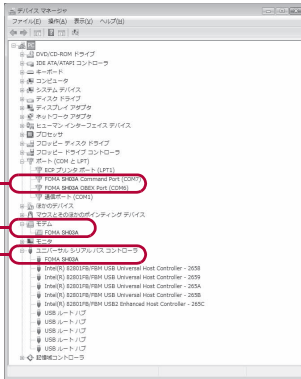 デバイス マネージャ
ファイル(F) 操作(A) 表示(V) ヘルプ(H)
PC
DVD/CD-ROM ドライブ
IDE ATA/ATAPI コントローラ
キーボード
コンピュータ
システム デバイス
ディスク ドライブ
ディスプレイ アダプタ
ネットワーク アダプタ
ヒューマン インターフェイス デバイス
プロセッサ
フロッピー ディスク ドライブ
フロッピー ドライブ コントローラ
ポート (COM と LPT)
ECP プリンタ ポート (LPT1)
FOMA SH03A Command Port (COM7)
FOMA SH03A OBEX Port (COM6)
通信ポート (COM1)
ほかのデバイス
マウスとそのほかのポインティング デバイス
モデム
FOMA SH03A
モニタ
ユニバーサル シリアル バス コントローラ
FOMA SH03A
Intel(R) 82801FB/FBM USB Universal Host Controller - 2658
Intel(R) 82801FB/FBM USB Universal Host Controller - 2659
Intel(R) 82801FB/FBM USB Universal Host Controller - 265A
Intel(R) 82801FB/FBM USB Universal Host Controller - 265B
Intel(R) 82801FB/FBM USB2 Enhanced Host Controller - 265C
USB ルート ハブ
USB ルート ハブ
USB ルート ハブ
USB ルート ハブ
USB ルート ハブ
記憶域コントローラ